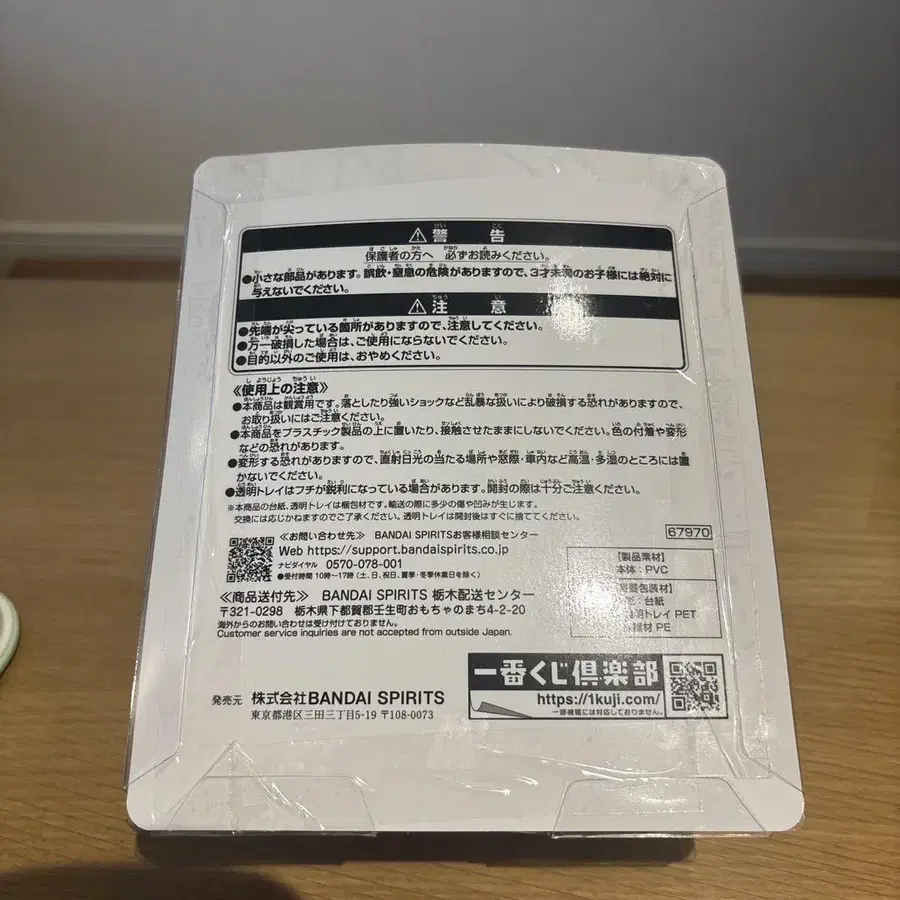 ⚠警告
保護者の方へ 必ずお読みください。
●小さな部品があります。誤飲・窒息の危険がありますので、3才未満のお子様には絶対に
与えないでください。
⚠注意
●先端が尖っている箇所がありますので、注意してください。
●万一破損した場合は、ご使用にならないでください。
●目的以外のご使用は、おやめください。
《使用上の注意》
●本商品は観賞用です。落としたり強いショックなど乱暴な扱いにより破損する恐れがありますので、
お取り扱いにはご注意ください。
●本商品をプラスチック製品の上に置いたり、接触させたままにしないでください。色の付着や変形
などの恐れがあります。
●変形する恐れがありますので、直射日光の当たる場所や窓際・車内など高温・多湿のところには置
かないでください。
●透明トレイはフチが鋭利になっている場合があります。開封の際は十分ご注意ください。
※本商品の台紙、透明トレイは梱包材です。輸送の際に多少の傷や凹みが生じます。
交換には応じかねますのでご了承ください。透明トレイは開封後はすぐに捨ててください。
67970
≪お問い合わせ先≫ BANDAI SPIRITSお客様相談センター
Web https://support.bandaispirits.co.jp
ナビダイヤル 0570-078-001
●受付時間 10時〜17時(土、日、祝日、夏季・冬季休業日を除く)
≪商品送付先≫ BANDAI SPIRITS 栃木配送センター
〒321-0298 栃木県下都賀郡壬生町おもちゃのまち4-2-20
海外からのお問い合わせは受け付けておりません。
Customer service inquiries are not accepted from outside Japan.
【製品素材】
本体:PVC
容器包装材】
:台紙
明トレイ PET
材 PE
一番くじ倶楽部
https://1kuji.com/
一部機種には対応しておりません。
発売元 株式会社BANDAI SPIRITS
東京都港区三田三丁目5-19 〒108-0073